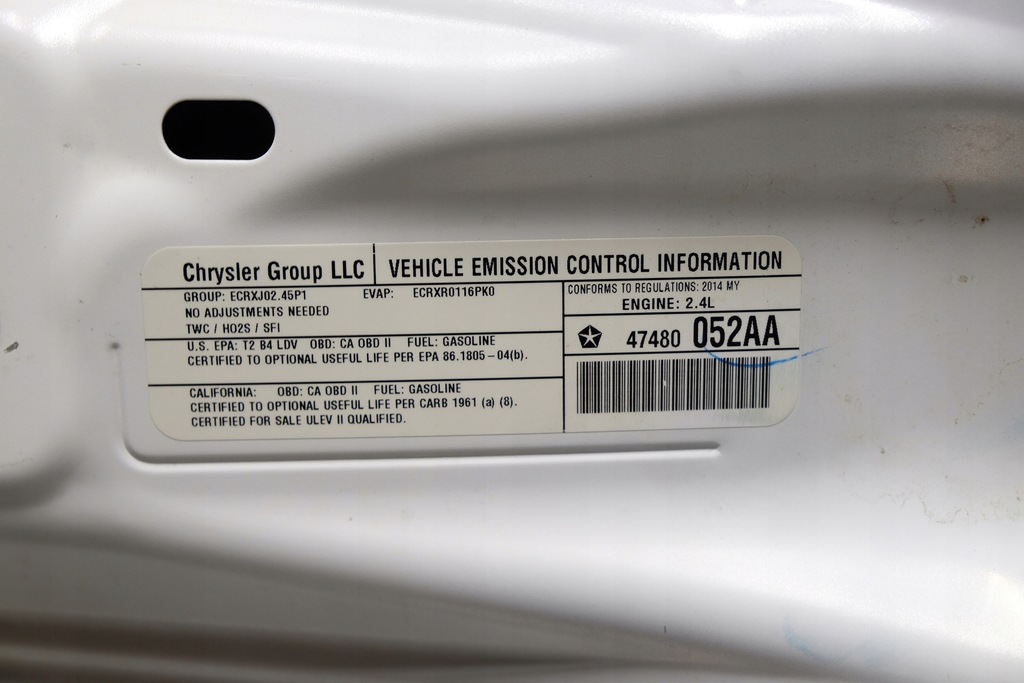 Chrysler Group LLC
VEHICLE EMISSION CONTROL INFORMATION
GROUP: ECRXJ02.45P1 EVAP: ECRXR0116PK0
NO ADJUSTMENTS NEEDED
TWC / HO2S / SFI
U.S. EPA: T2 B4 LDV OBD: CA OBD II FUEL: GASOLINE
CERTIFIED TO OPTIONAL USEFUL LIFE PER EPA 86.1805-04(b).
CALIFORNIA: OBD: CA OBD II FUEL: GASOLINE
CERTIFIED TO OPTIONAL USEFUL LIFE PER CARB 1961 (a) (8).
CERTIFIED FOR SALE ULEV II QUALIFIED.
CONFORMS TO REGULATIONS: 2014 MY
ENGINE: 2.4L
47480 052AA